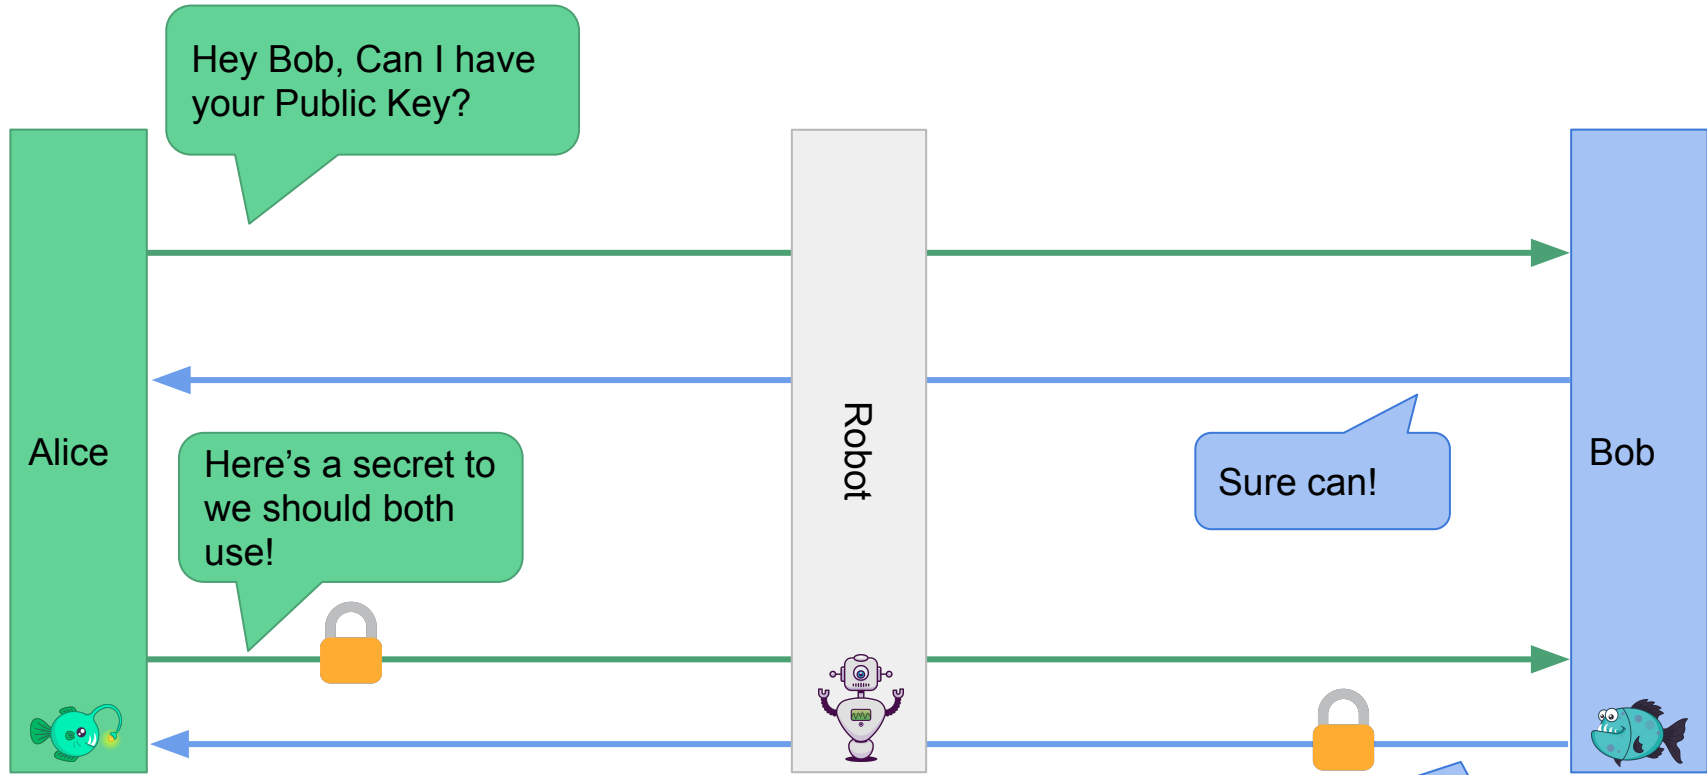 Hey Bob, Can I have
your Public Key?
Alice
Robot
Bob
Sure can!
Here’s a secret to
we should both
use!